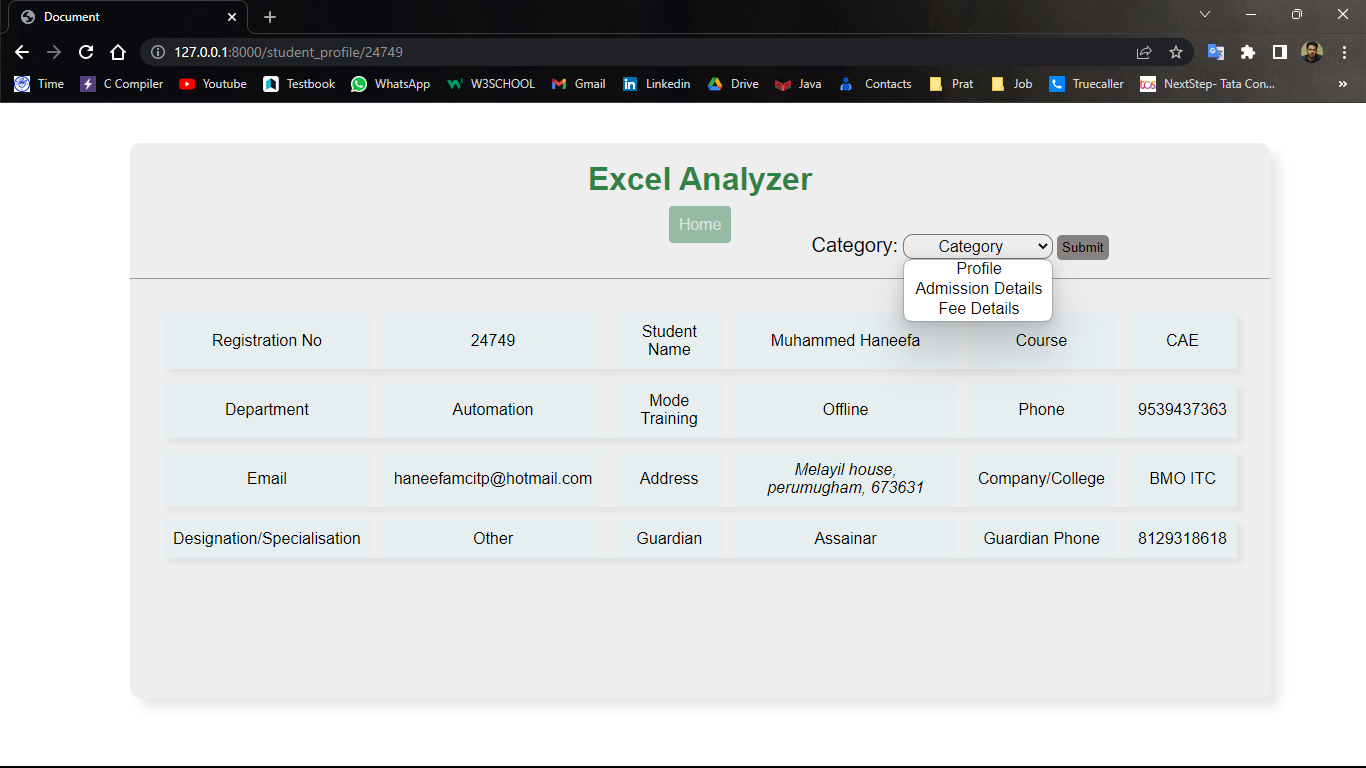 Document
127.0.0.1:8000/student_profile/24749
Time C Compiler Youtube Testbook WhatsApp W3SCHOOL Gmail Linkedin Drive Java Contacts Prat Job Truecaller NextStep- Tata Con...
Excel Analyzer
Home
Category: Category Submit
Profile
Admission Details
Fee Details
Registration No 24749 Student Name Muhammed Haneefa Course CAE
Department Automation Mode Training Offline Phone 9539437363
Email haneefamcitp@hotmail.com Address Melayil house, perumugham, 673631 Company/College BMO ITC
Designation/Specialisation Other Guardian Assainar Guardian Phone 8129318618